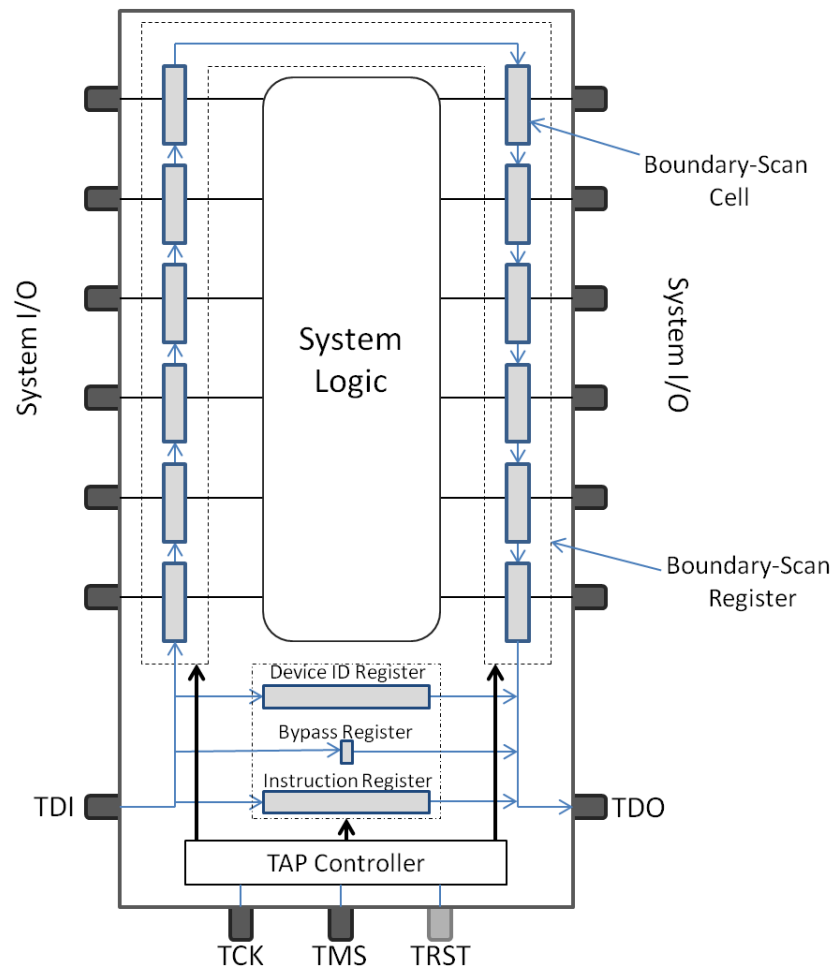 Boundary-Scan
Cell
System I/O
System I/O
System
Logic
Boundary-Scan
Register
Device ID Register
Bypass Register
Instruction Register
TDI
TDO
TAP Controller
TCK
TMS
TRST